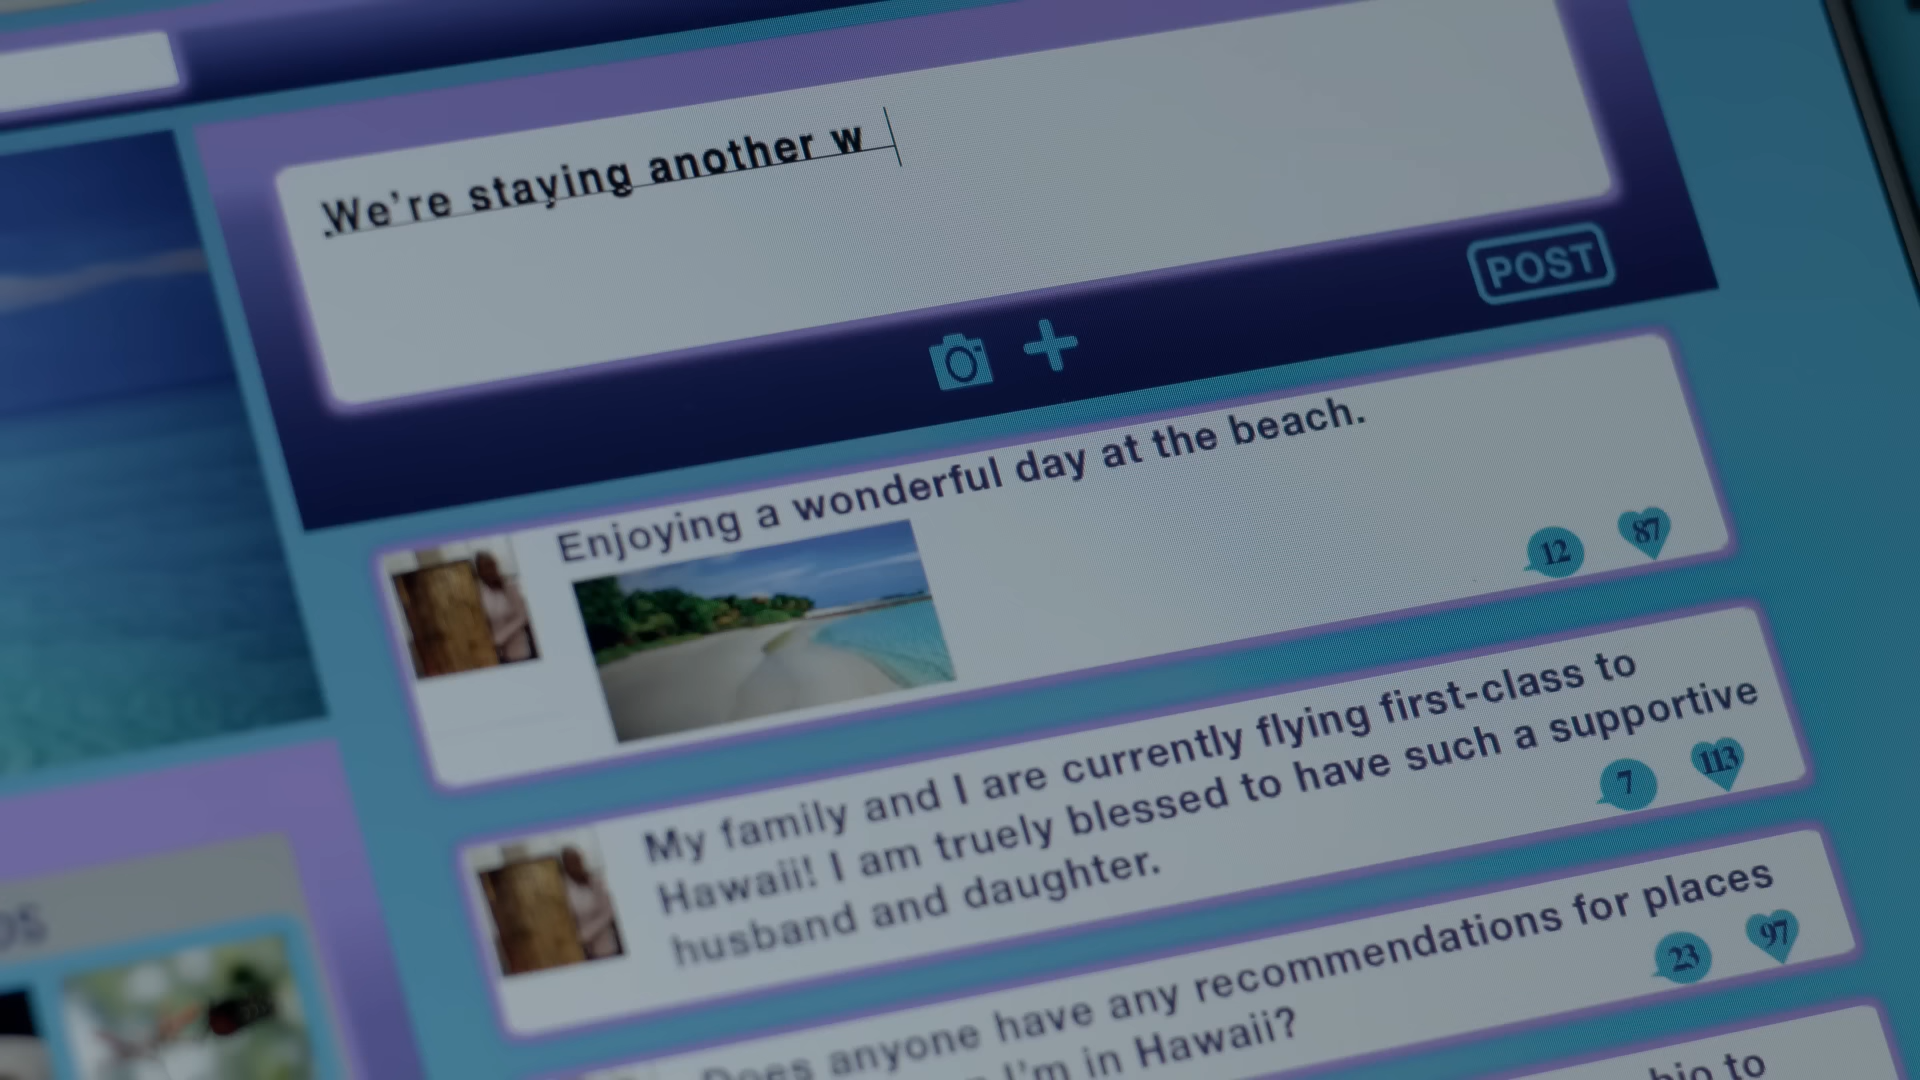 We're staying another w
POST
Enjoying a wonderful day at the beach.
12
87
My family and I are currently flying first-class to
Hawaii! I am truely blessed to have such a supportive
husband and daughter.
7
113
Does anyone have any recommendations for places
I'm in Hawaii?
23
97
to